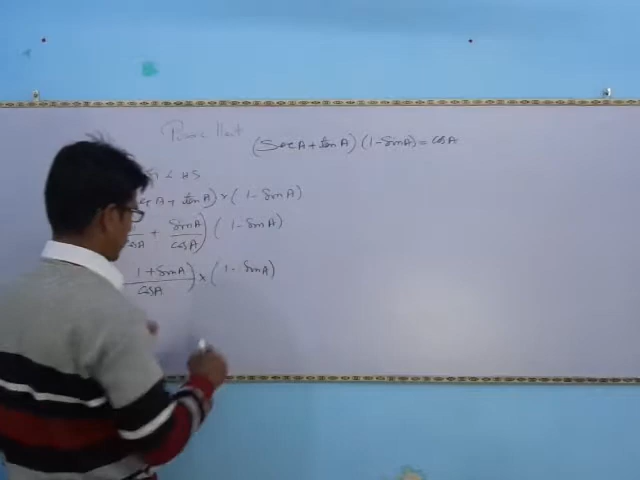 Prove that (SecA + tanA) (1-SinA) = cosA
LHS
A + tanA) × (1 - SinA)
cosA + SinA/cosA) (1 - SinA)
1+SinA/cosA) × (1 - SinA)